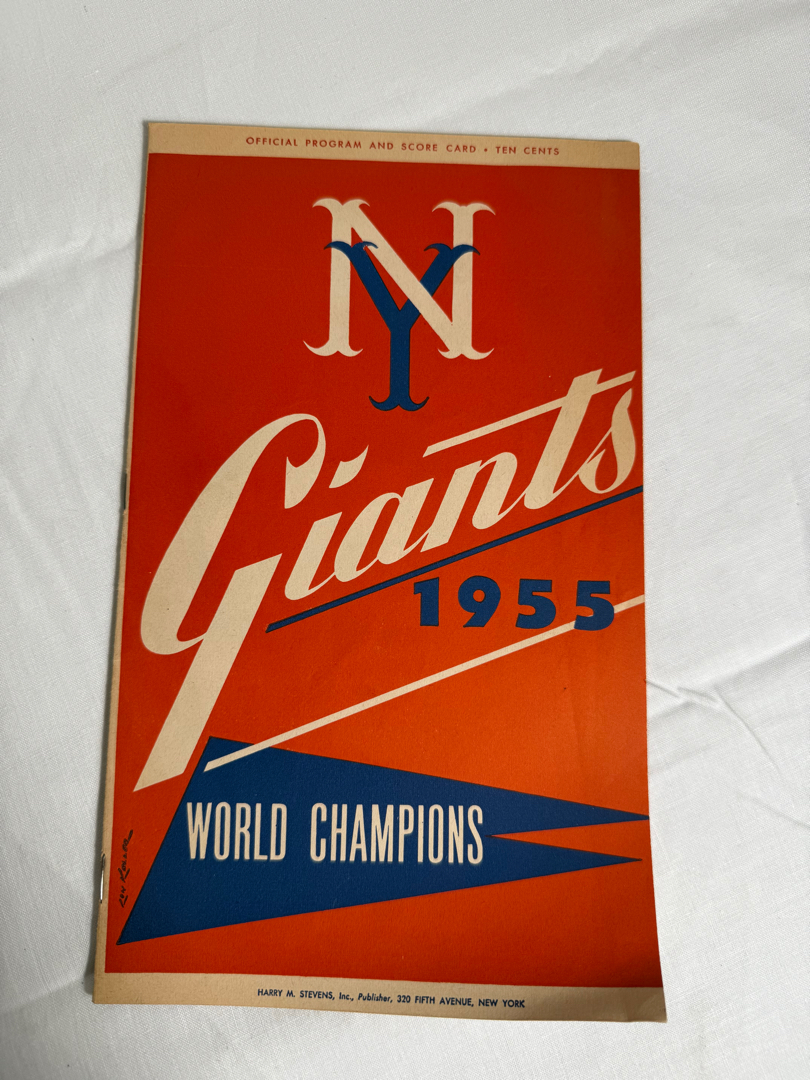 OFFICIAL PROGRAM AND SCORE CARD • TEN CENTS
NY
Giants
1955
WORLD CHAMPIONS
HARRY M. STEVENS, Inc., Publisher, 320 FIFTH AVENUE, NEW YORK